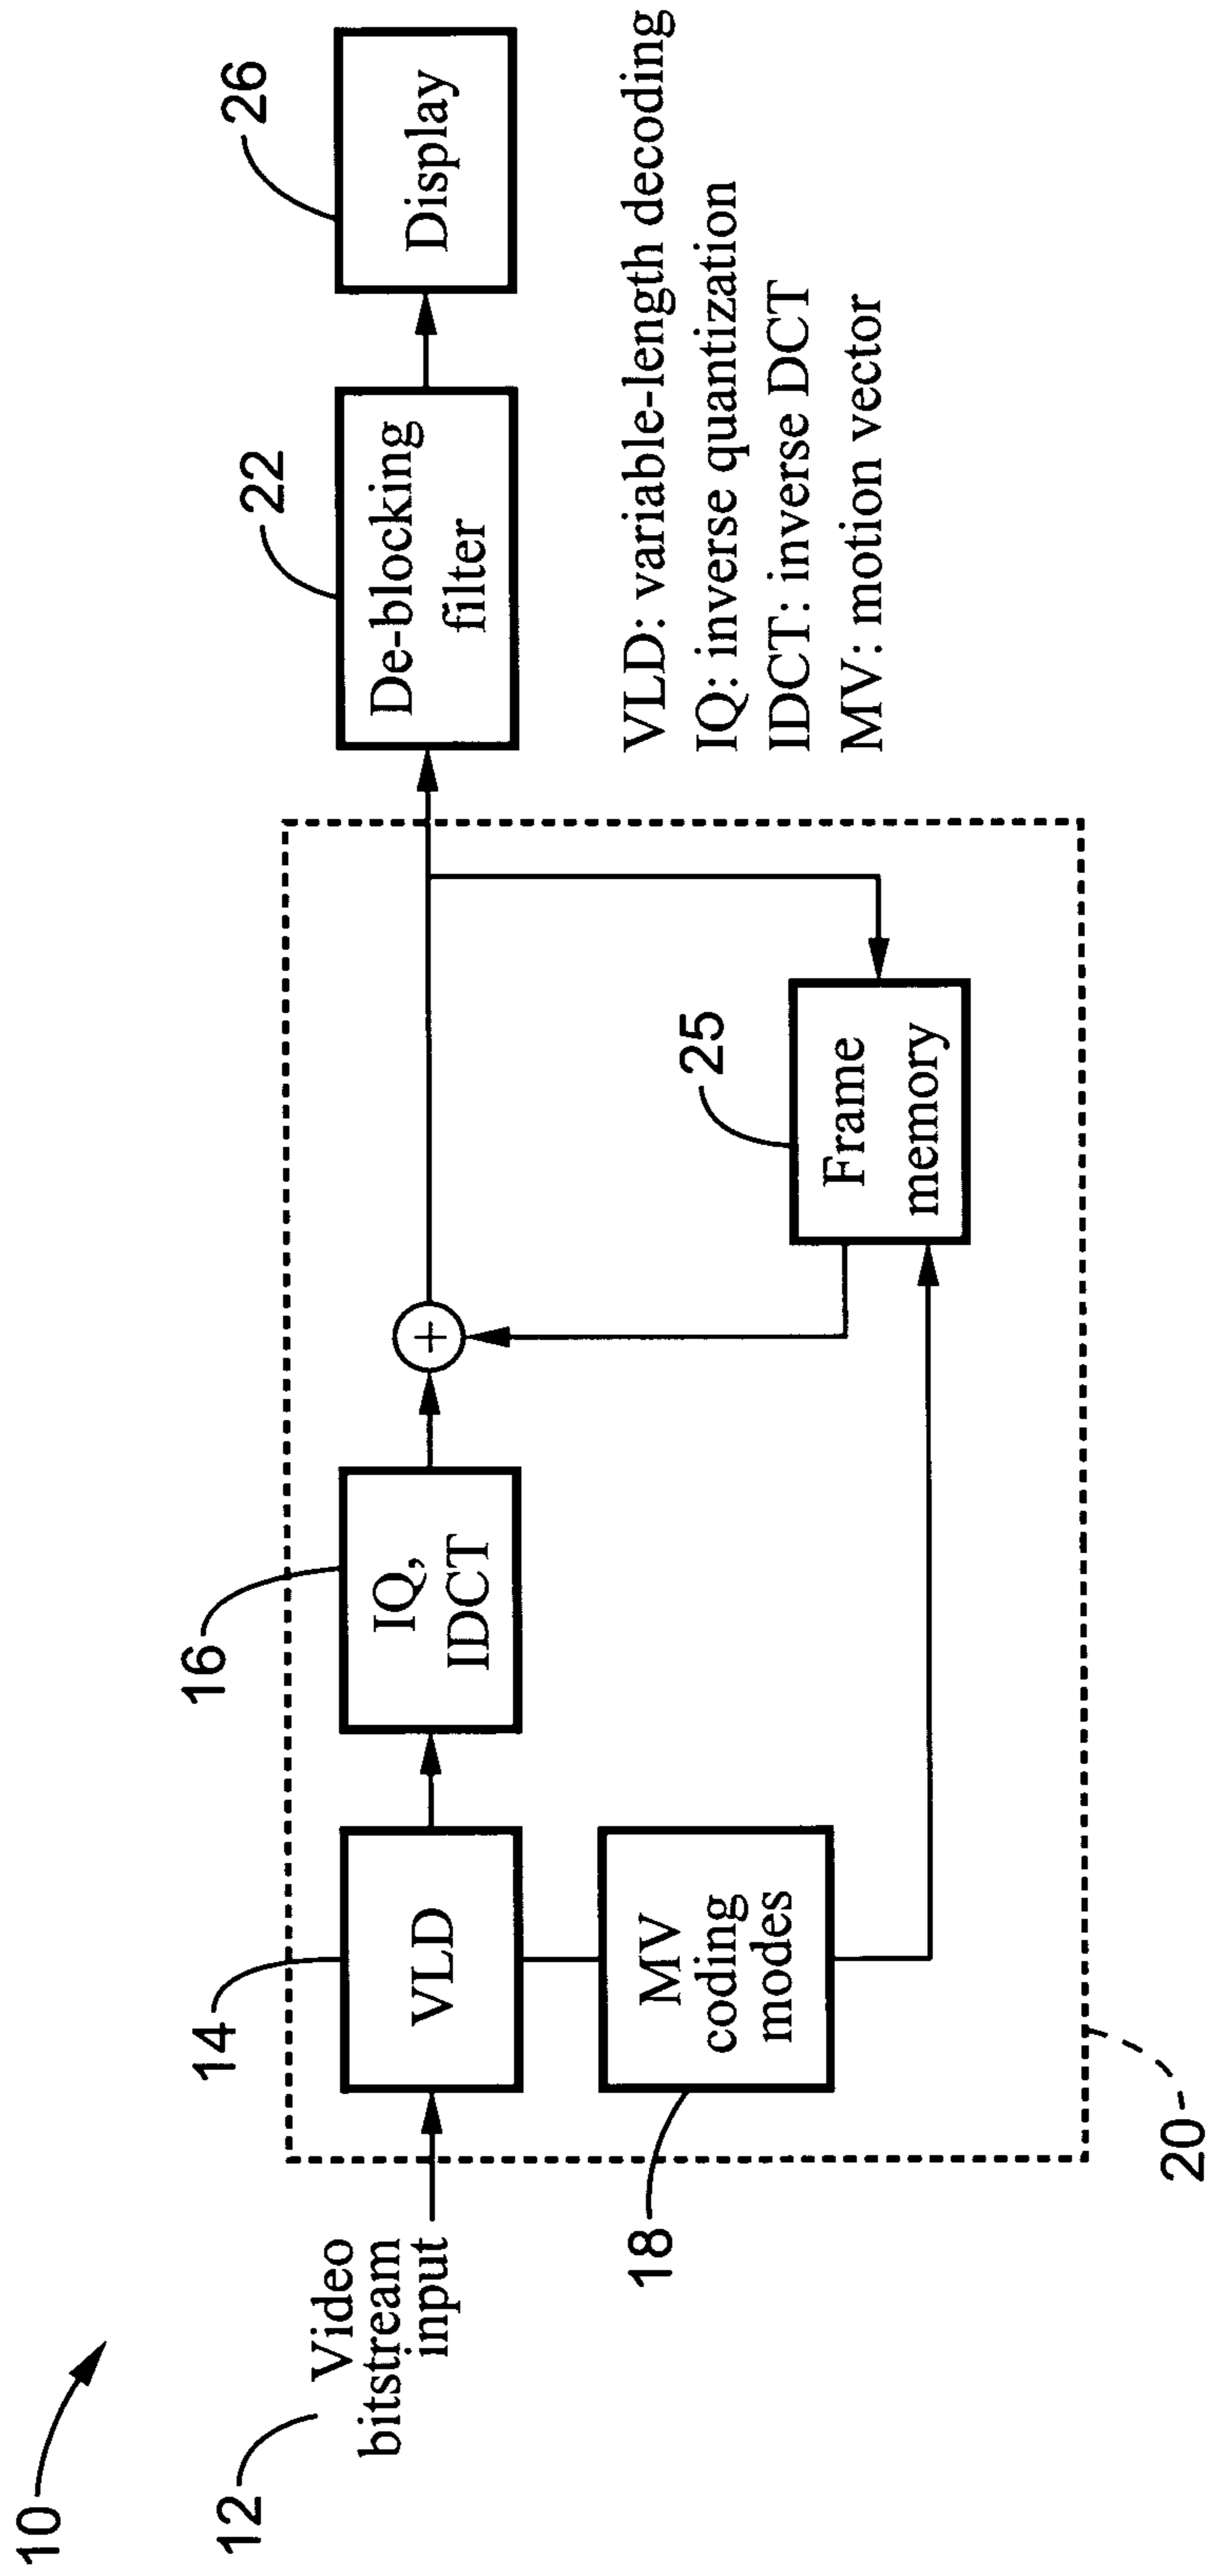 10
12
Video
bitstream
input
14
VLD
16
IQ,
IDCT
+
18
MV
coding
modes
20
25
Frame
memory
22
De-blocking
filter
26
Display
VLD: variable-length decoding
IQ: inverse quantization
IDCT: inverse DCT
MV: motion vector